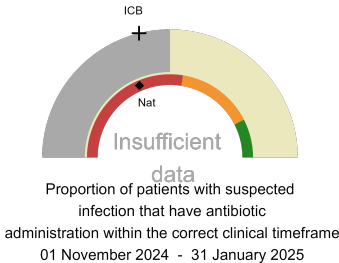 ICB
Nat
Insufficient
data
Proportion of patients with suspected
infection that have antibiotic
administration within the correct clinical timeframe
01 November 2024 - 31 January 2025